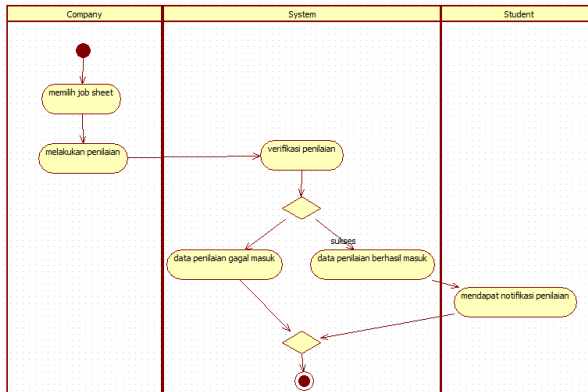 Company
System
Student
memilih job sheet
melakukan penilaian
verifikasi penilaian
sukses
data penilaian gagal masuk
data penilaian berhasil masuk
mendapat notifikasi penilaian